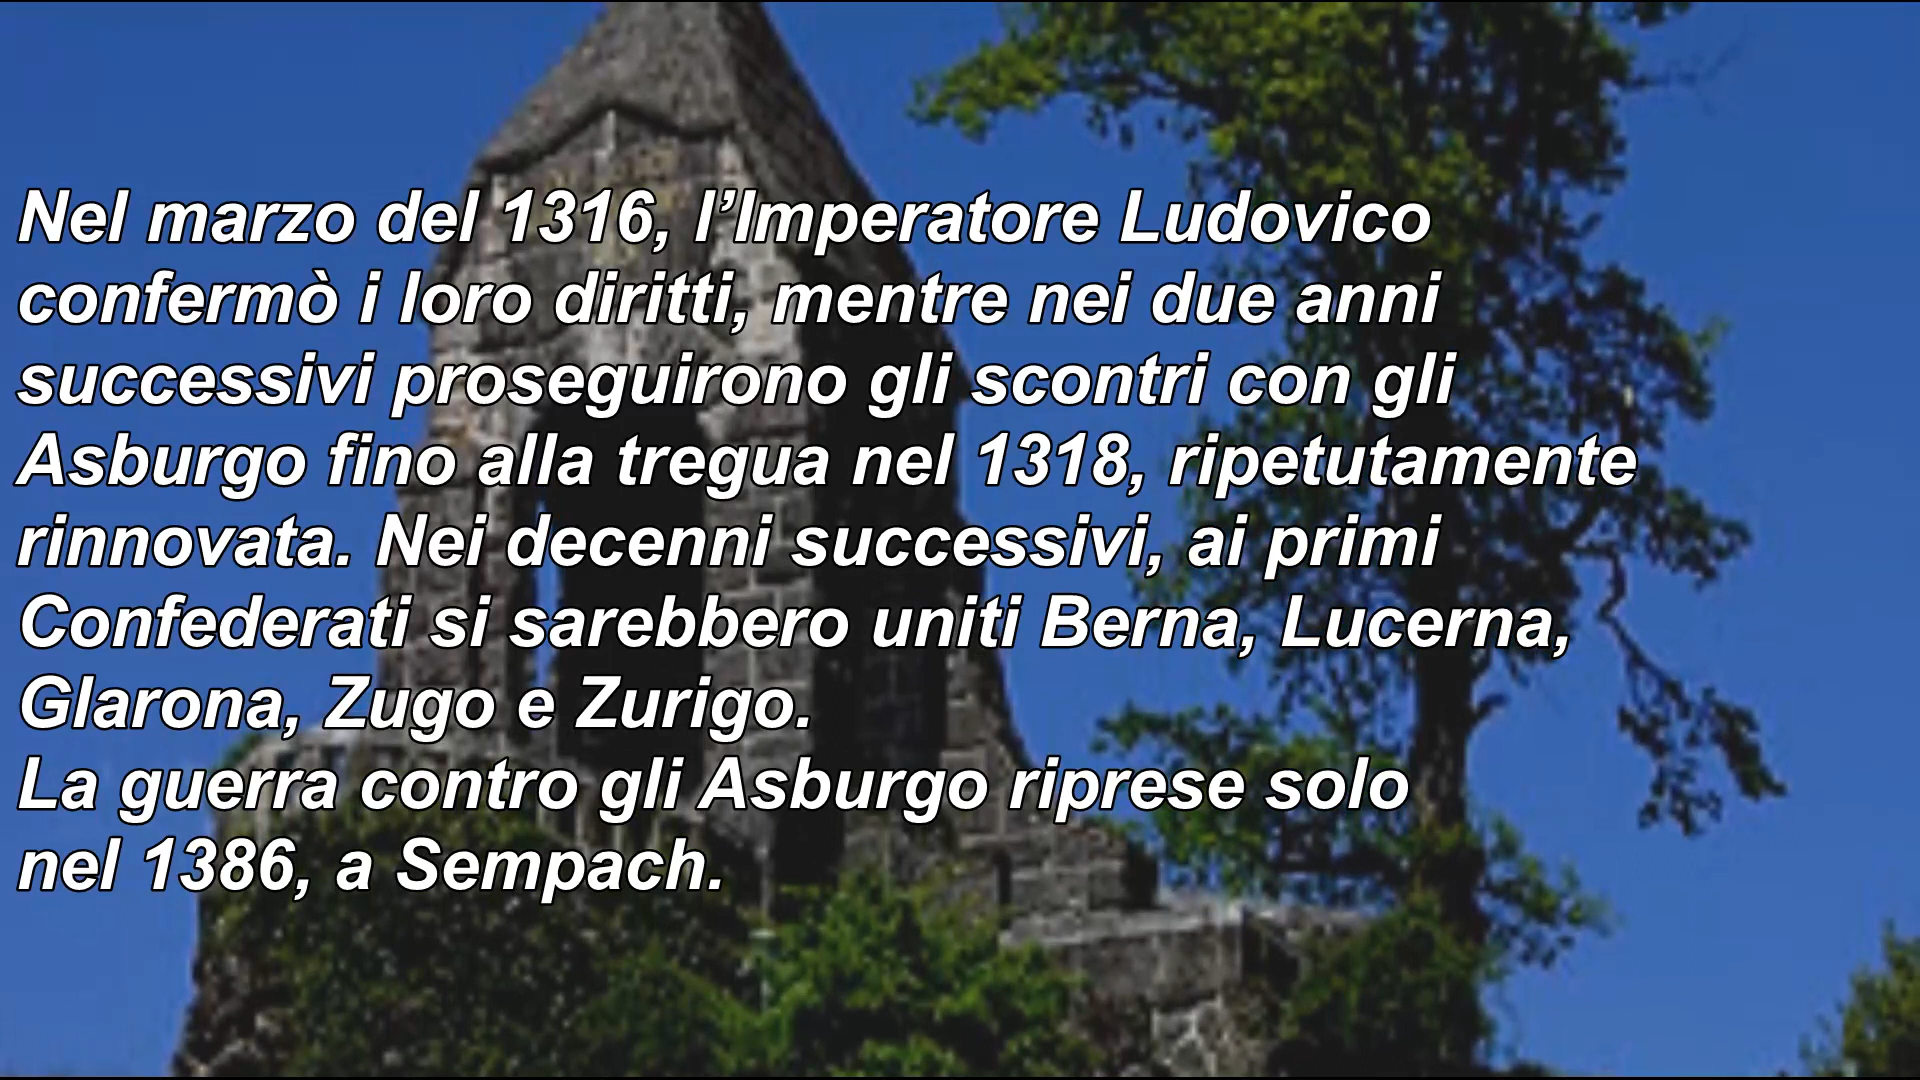 Nel marzo del 1316, l’Imperatore Ludovico
confermò i loro diritti, mentre nei due anni
successivi proseguirono gli scontri con gli
Asburgo fino alla tregua nel 1318, ripetutamente
rinnovata. Nei decenni successivi, ai primi
Confederati si sarebbero uniti Berna, Lucerna,
Glarona, Zugo e Zurigo.
La guerra contro gli Asburgo riprese solo
nel 1386, a Sempach.